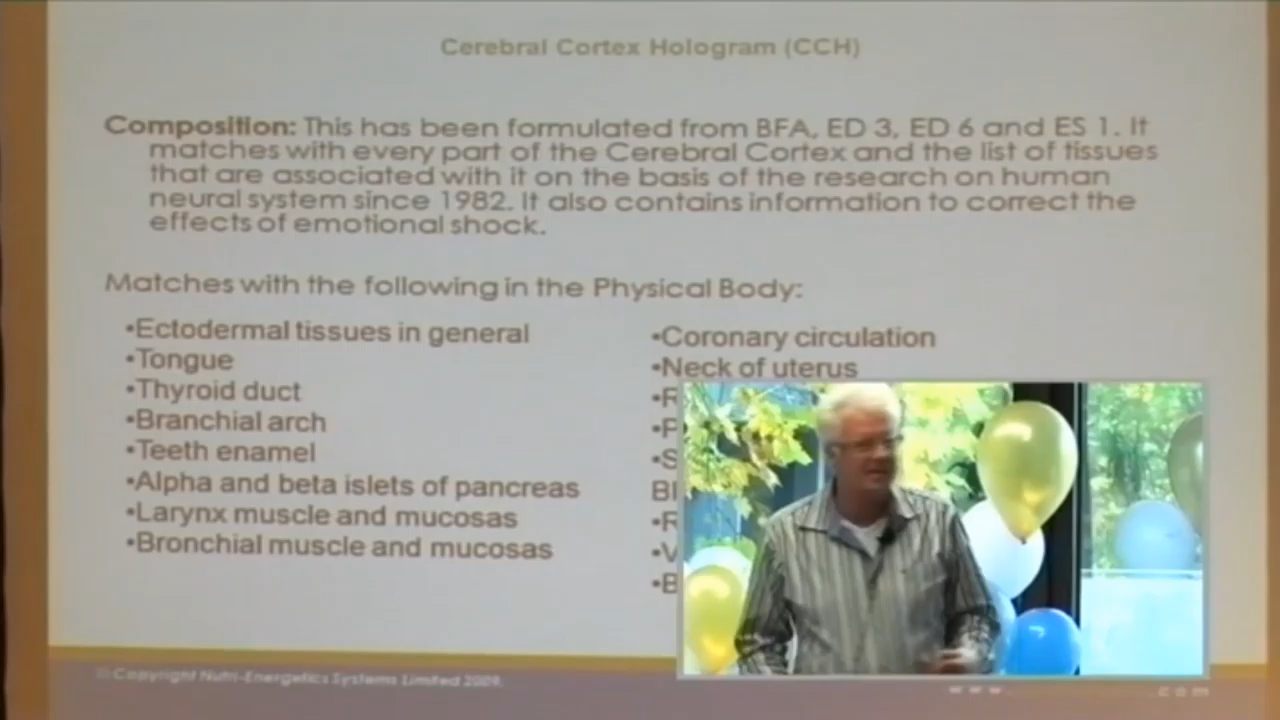 Cerebral Cortex Hologram (CCH)
Composition: This has been formulated from BFA, ED 3, ED 6 and ES 1. It
matches with every part of the Cerebral Cortex and the list of tissues
that are associated with it on the basis of the research on human
neural system since 1982. It also contains information to correct the
effects of emotional shock.
Matches with the following in the Physical Body:
•Ectodermal tissues in general
•Tongue
•Thyroid duct
•Branchial arch
•Teeth enamel
•Alpha and beta islets of pancreas
•Larynx muscle and mucosas
•Bronchial muscle and mucosas
•Coronary circulation
•Neck of uterus
•R
•P
•S
Bl
•R
•V
•B
© Copyright Nutri-Energetics Systems Limited 2009.